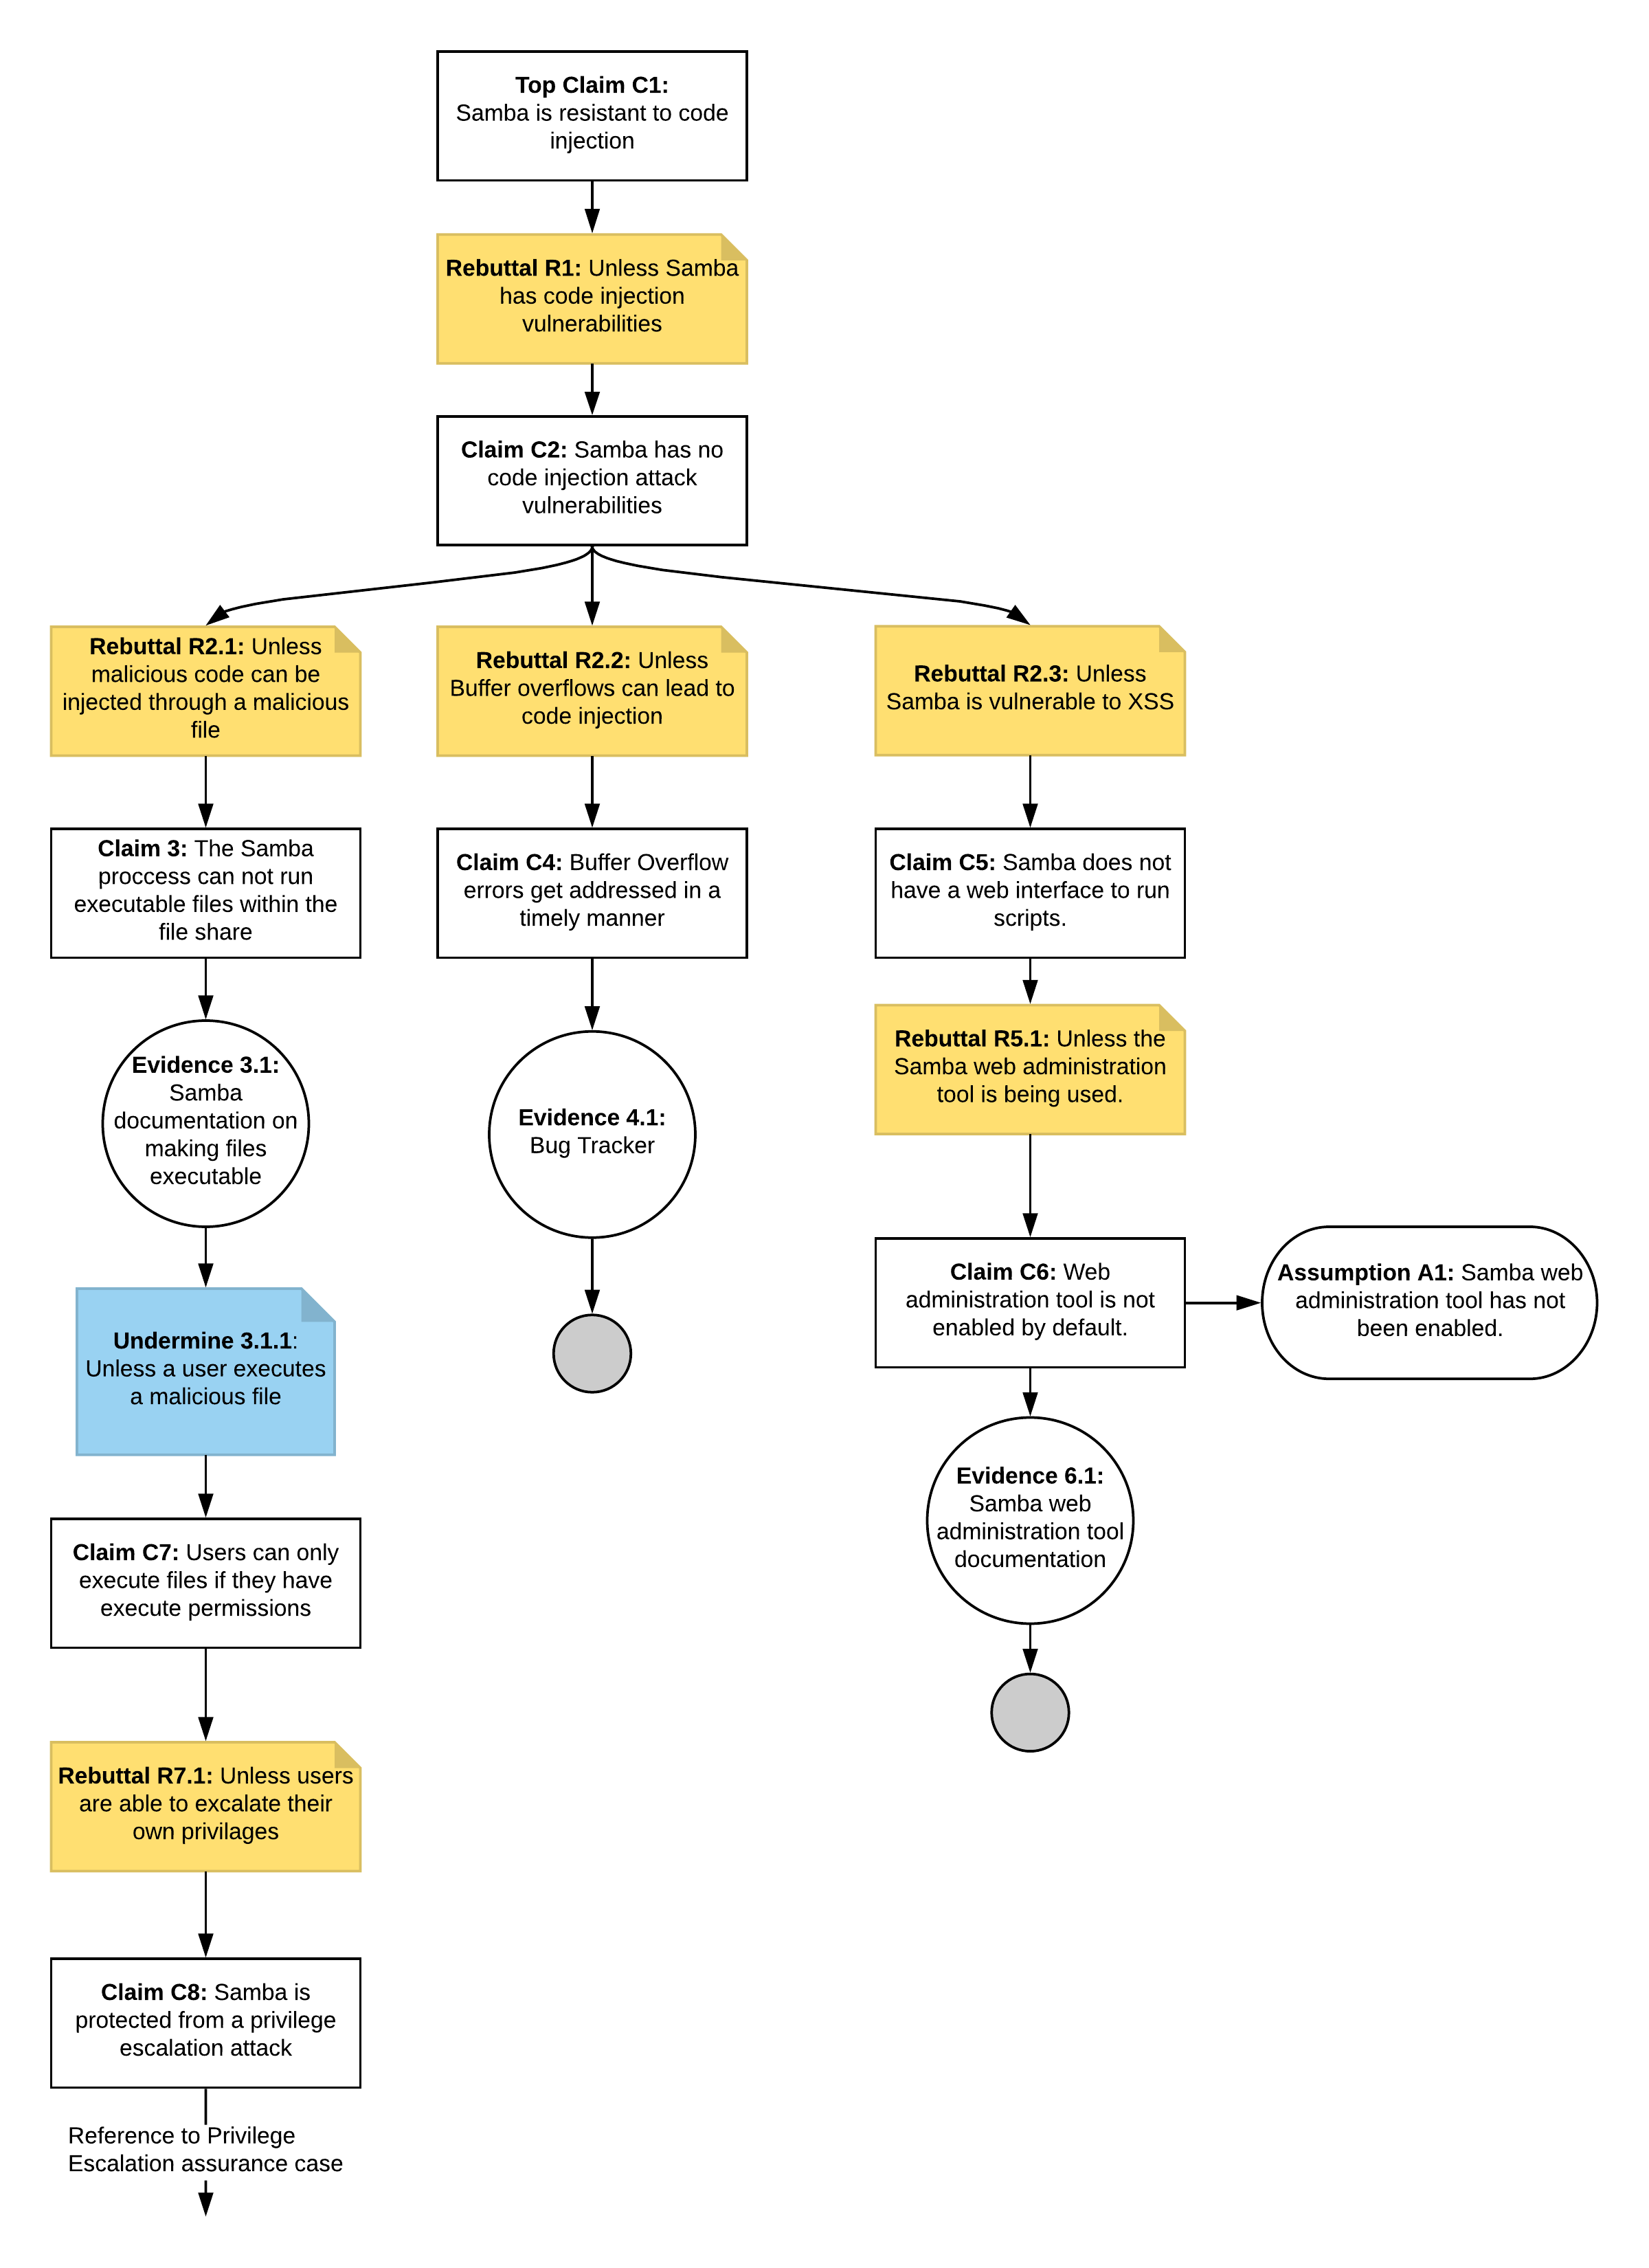 Top Claim C1:
Samba is resistant to code
injection
Rebuttal R1: Unless Samba
has code injection
vulnerabilities
Claim C2: Samba has no
code injection attack
vulnerabilities
Rebuttal R2.1: Unless
malicious code can be
injected through a malicious
file
Rebuttal R2.2: Unless
Buffer overflows can lead to
code injection
Rebuttal R2.3: Unless
Samba is vulnerable to XSS
Claim 3: The Samba
proccess can not run
executable files within the
file share
Claim C4: Buffer Overflow
errors get addressed in a
timely manner
Claim C5: Samba does not
have a web interface to run
scripts.
Evidence 3.1:
Samba
documentation on
making files
executable
Evidence 4.1:
Bug Tracker
Rebuttal R5.1: Unless the
Samba web administration
tool is being used.
Undermine 3.1.1:
Unless a user executes
a malicious file
Claim C6: Web
administration tool is not
enabled by default.
Assumption A1: Samba web
administration tool has not
been enabled.
Evidence 6.1:
Samba web
administration tool
documentation
Claim C7: Users can only
execute files if they have
execute permissions
Rebuttal R7.1: Unless users
are able to excalate their
own privilages
Claim C8: Samba is
protected from a privilege
escalation attack
Reference to Privilege
Escalation assurance case